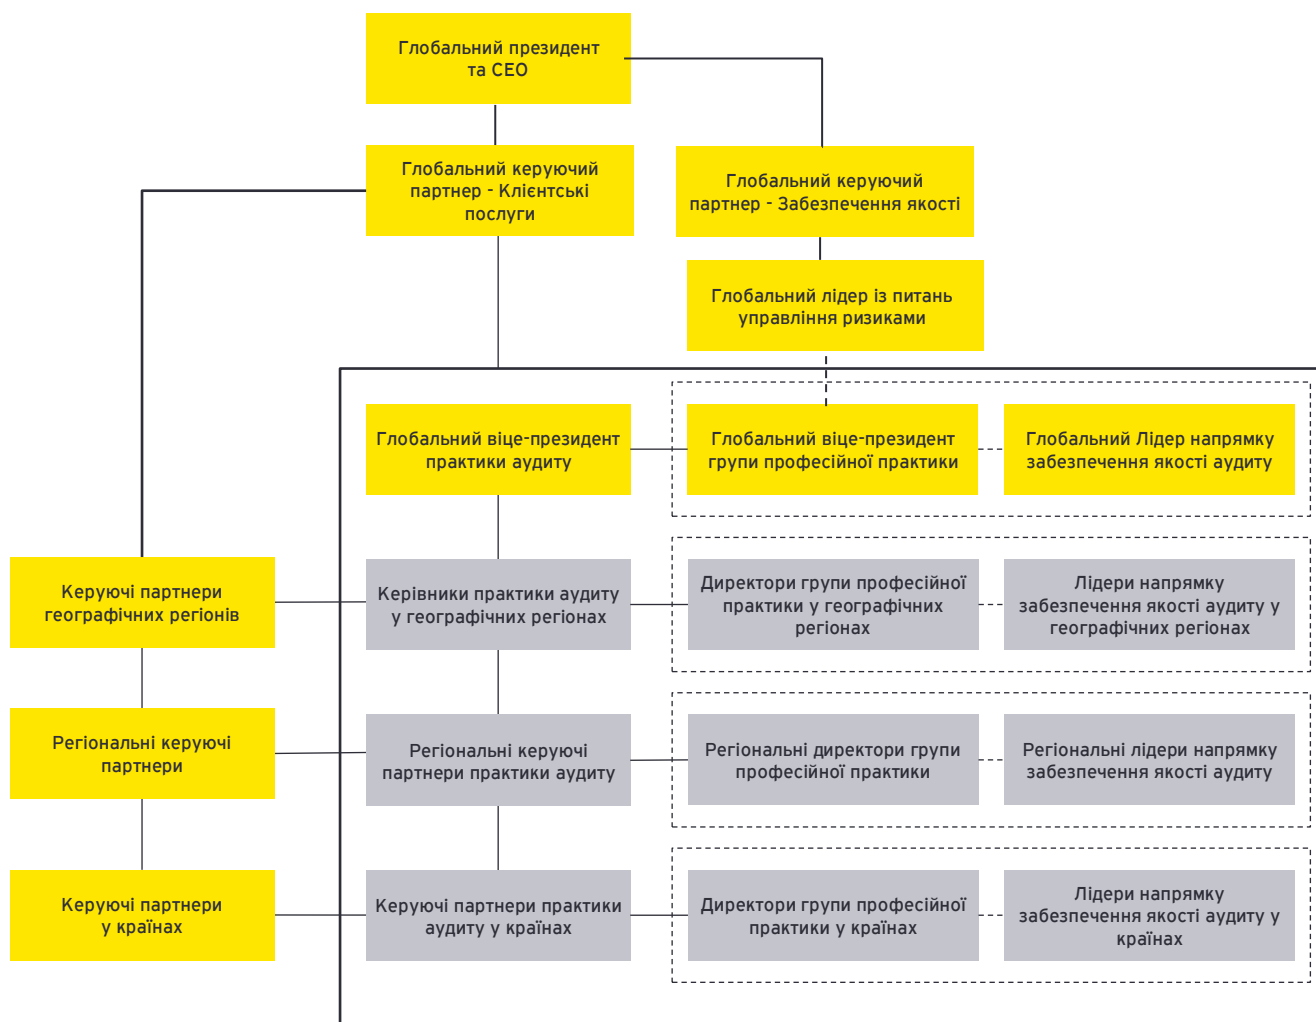 Глобальний президент
та CEO
Глобальний керуючий
партнер - Клієнтські
послуги
Глобальний керуючий
партнер - Забезпечення якості
Глобальний лідер із питань
управління ризиками
Глобальний віце-президент
практики аудиту
Глобальний віце-президент
групи професійної практики
Глобальний Лідер напрямку
забезпечення якості аудиту
Керуючі партнери
географічних регіонів
Керівники практики аудиту
у географічних регіонах
Директори групи професійної
практики у географічних
регіонах
Лідери напрямку
забезпечення якості аудиту у
географічних регіонах
Регіональні керуючі
партнери
Регіональні керуючі
партнери практики аудиту
Регіональні директори групи
професійної практики
Регіональні лідери напрямку
забезпечення якості аудиту
Керуючі партнери
у країнах
Керуючі партнери практики
аудиту у країнах
Директори групи професійної
практики у країнах
Лідери напрямку
забезпечення якості аудиту у
країнах